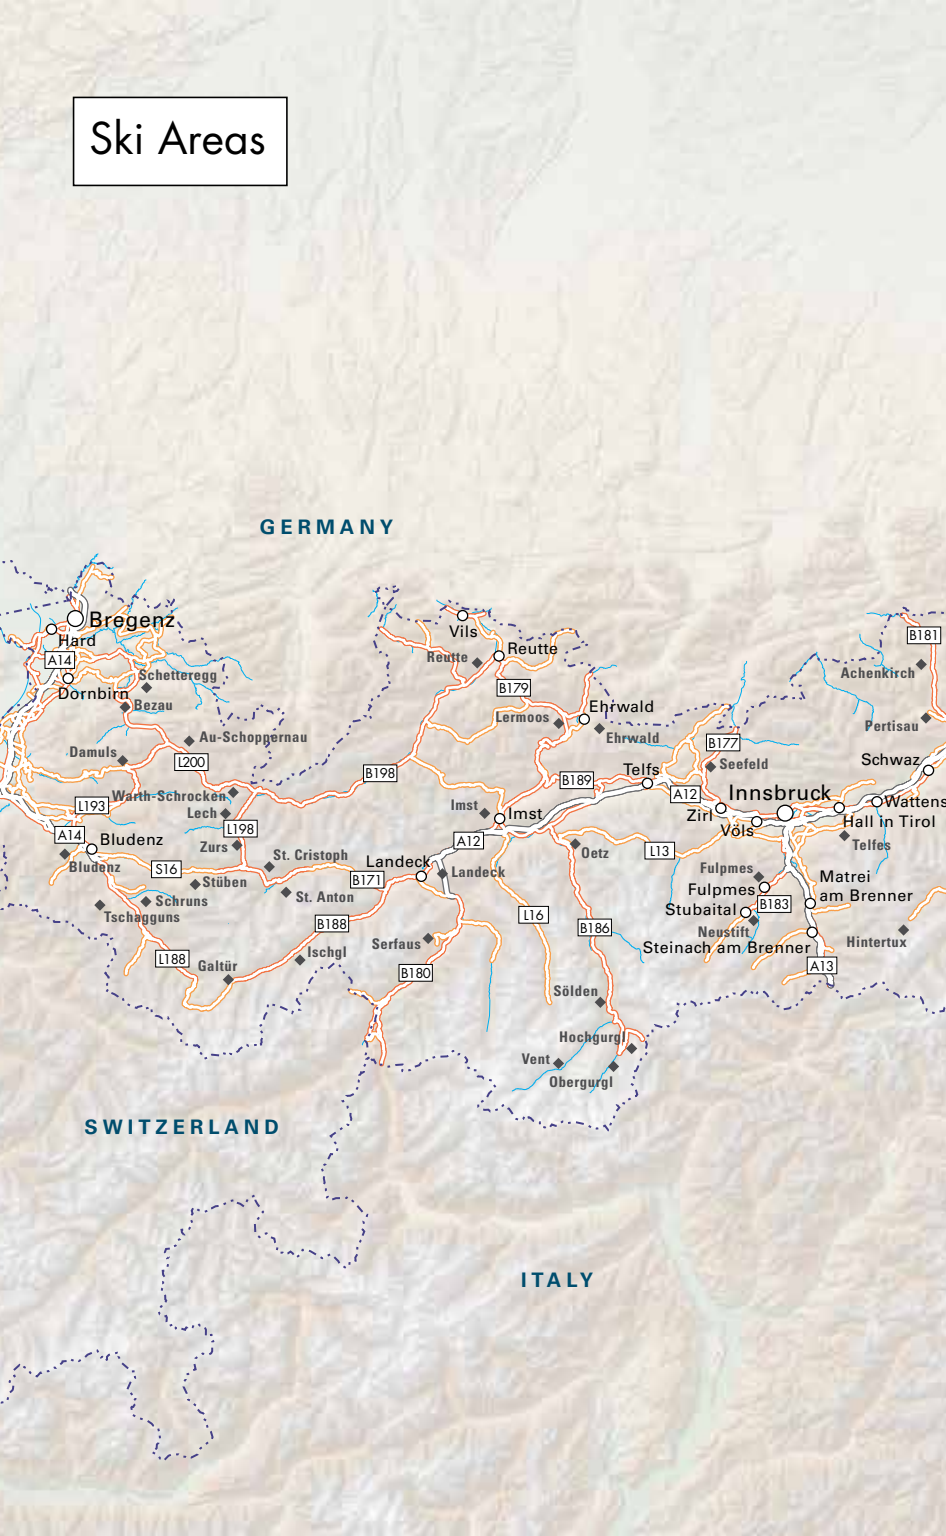 Ski Areas
GERMANY
Bregenz
Hard
A14
Dornbirn
Schetteregg
Bezau
Au-Schoppernau
Damuls
L200
Warth-Schrocken
Lech
L193
A14
Bludenz
Bludenz
L198
Zurs
S16
St. Cristoph
Stüben
St. Anton
Schruns
Tschagguns
L188
Galtür
B188
Ischgl
B171
Landeck
Landeck
B198
Vils
Reutte
Reutte
B179
Lermoos
Ehrwald
Ehrwald
B189
Telfs
Imst
Imst
A12
Oetz
L13
L16
B186
Serfaus
B180
Sölden
Hochgurgl
Vent
Obergurgl
B181
Achenkirch
Pertisau
B177
Seefeld
Schwaz
A12
Innsbruck
Zirl
Völs
Wattens
Hall in Tirol
Telfes
Fulpmes
Fulpmes
Matrei
am Brenner
B183
Stubaital
Neustift
Steinach am Brenner
Hintertux
A13
SWITZERLAND
ITALY